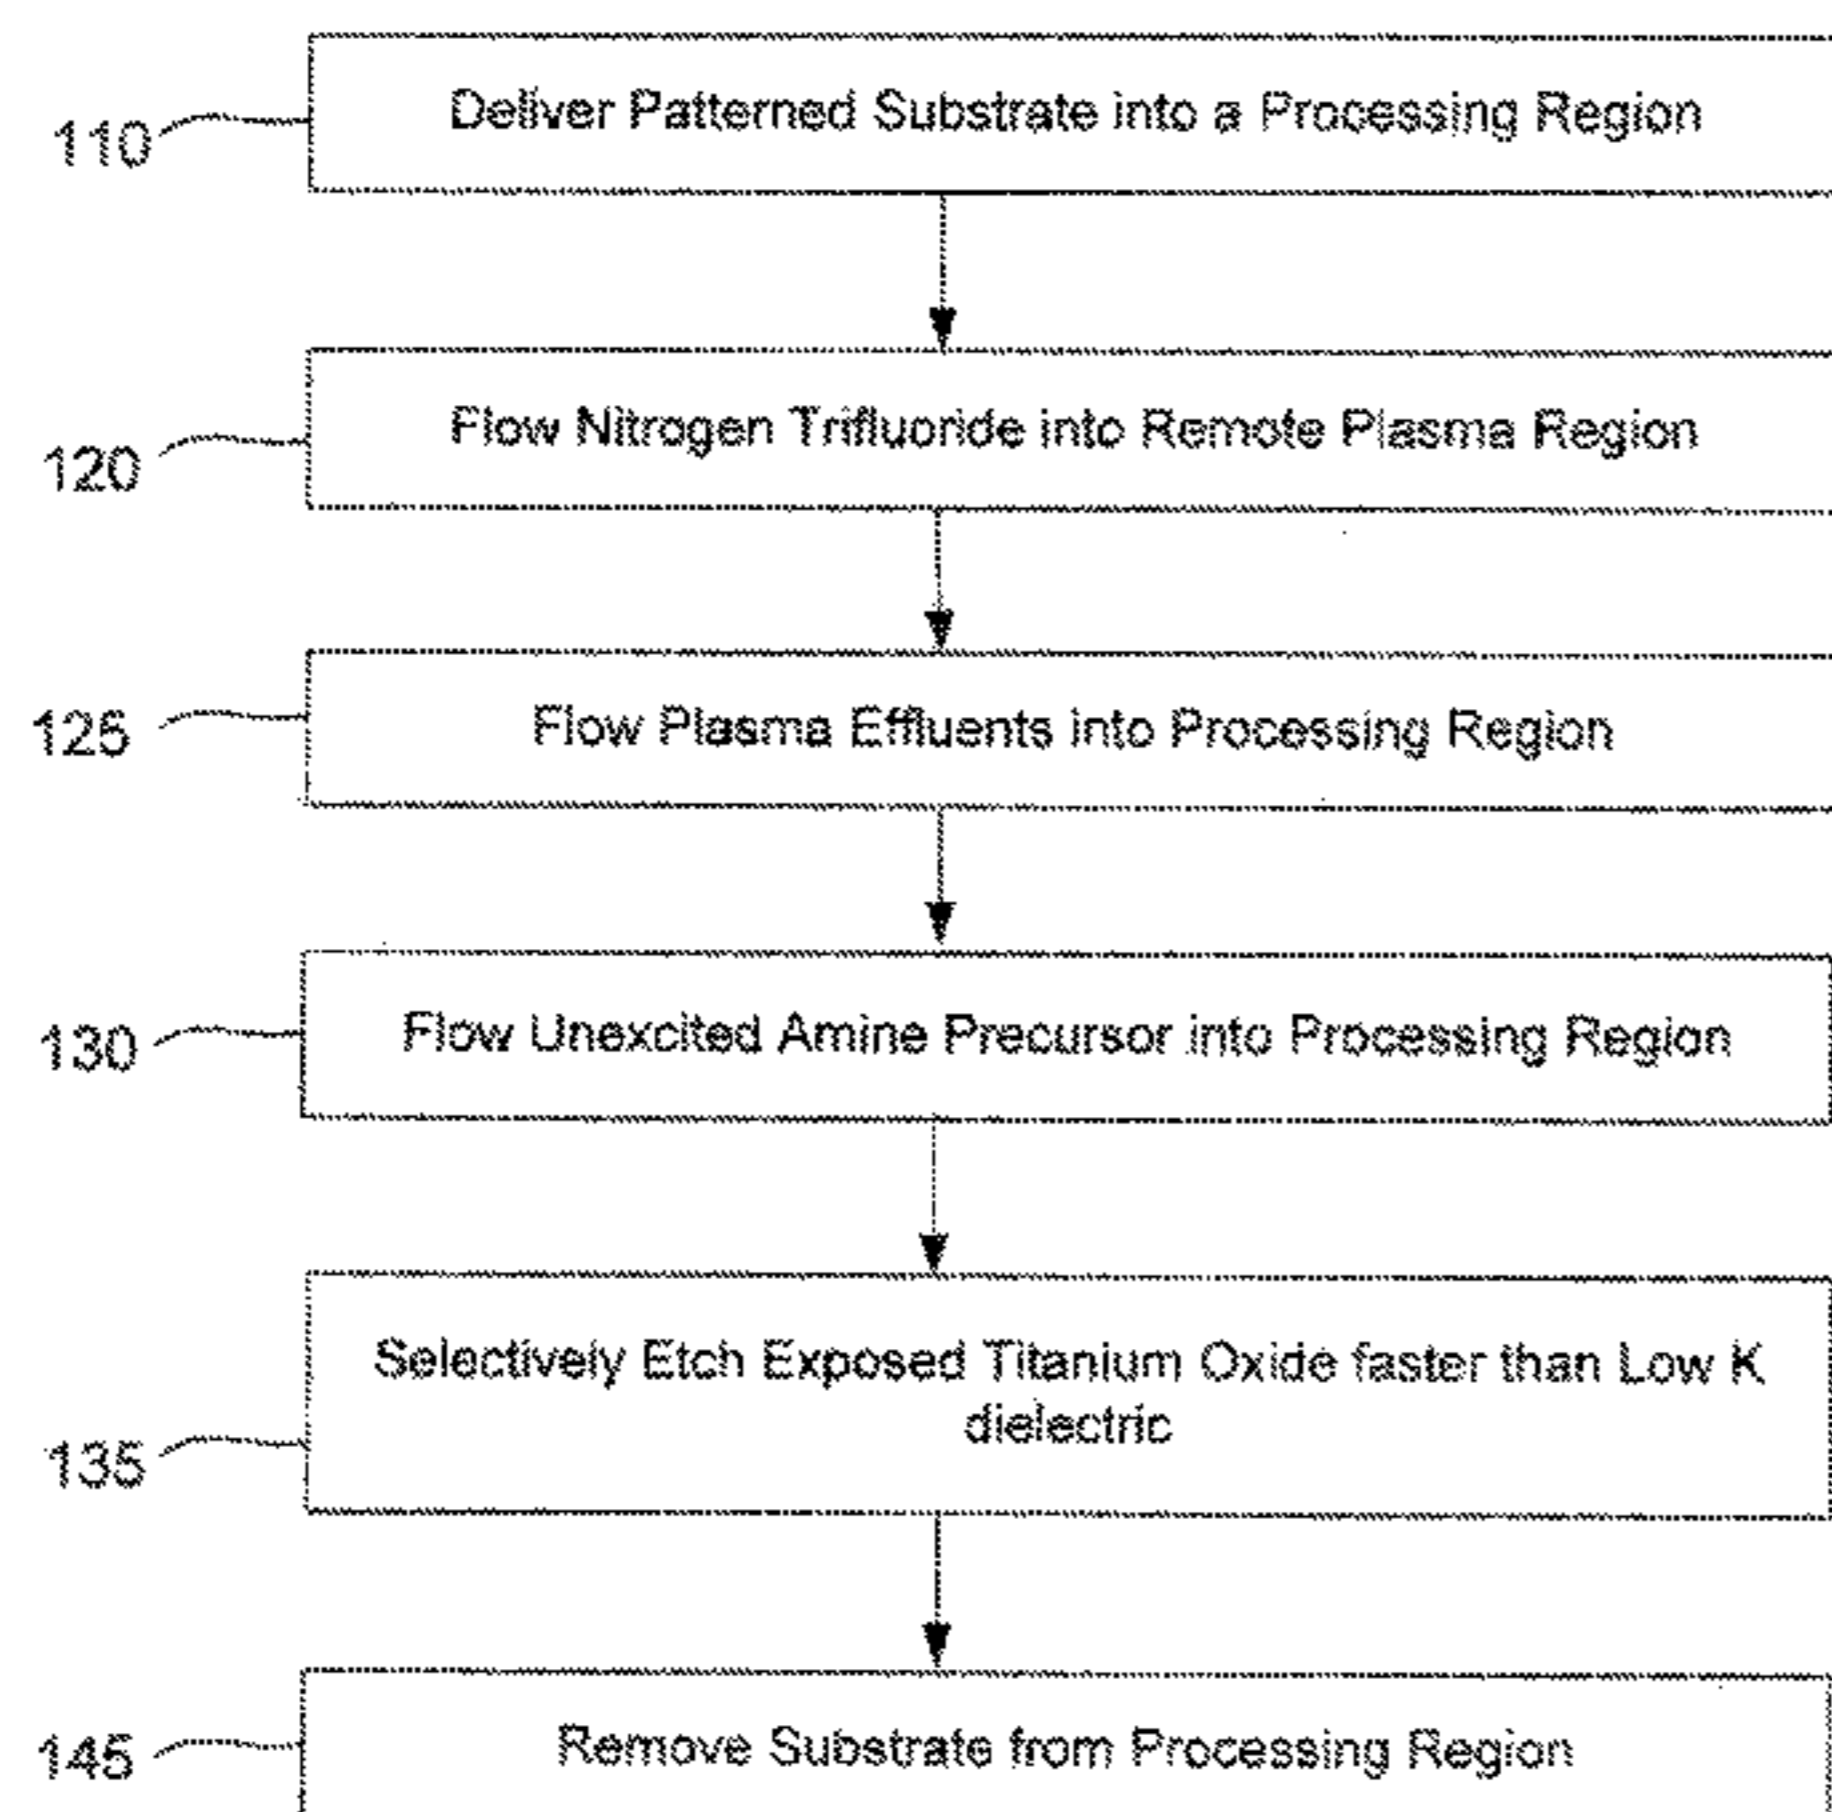 110
Deliver Patterned Substrate into a Processing Region
120
Flow Nitrogen Trifluoride into Remote Plasma Region
125
Flow Plasma Effluents into Processing Region
130
Flow Unexcited Amine Precursor into Processing Region
135
Selectively Etch Exposed Titanium Oxide faster than Low K
dielectric
145
Remove Substrate from Processing Region